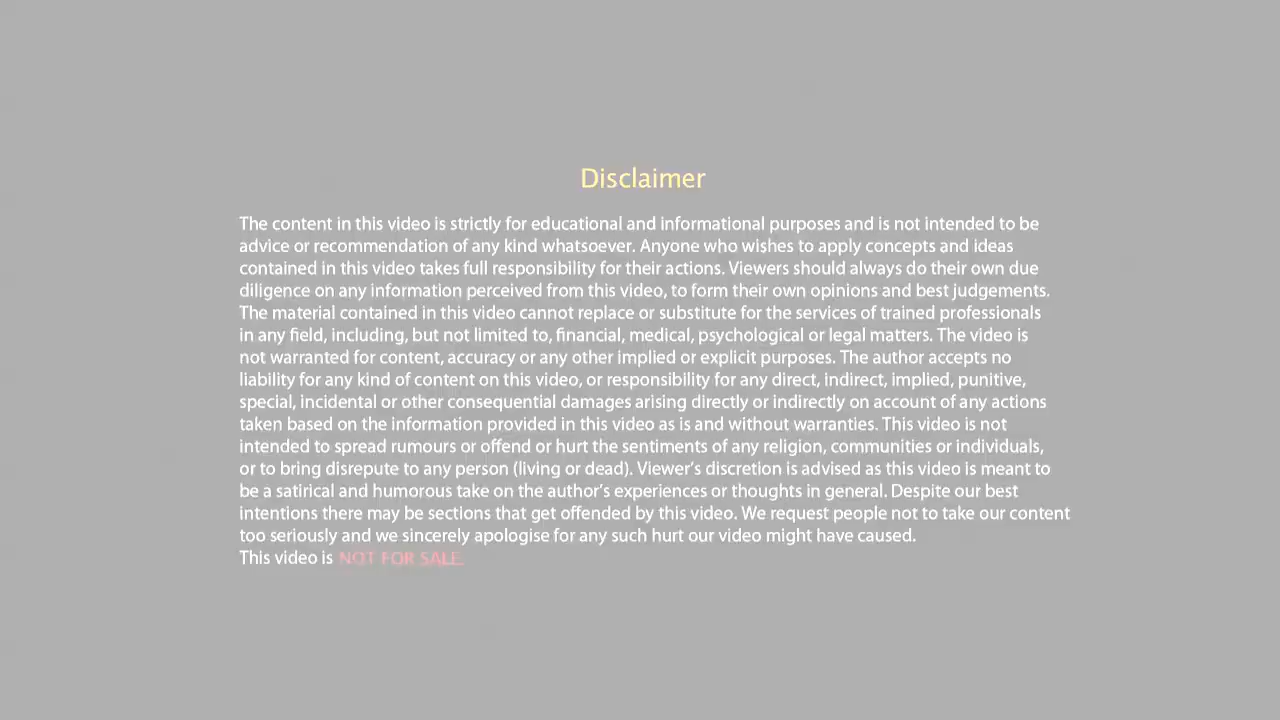 Disclaimer
The content in this video is strictly for educational and informational purposes and is not intended to be
advice or recommendation of any kind whatsoever. Anyone who wishes to apply concepts and ideas
contained in this video takes full responsibility for their actions. Viewers should always do their own due
diligence on any information perceived from this video, to form their own opinions and best judgements.
The material contained in this video cannot replace or substitute for the services of trained professionals
in any field, including, but not limited to, financial, medical, psychological or legal matters. The video is
not warranted for content, accuracy or any other implied or explicit purposes. The author accepts no
liability for any kind of content on this video, or responsibility for any direct, indirect, implied, punitive,
special, incidental or other consequential damages arising directly or indirectly on account of any actions
taken based on the information provided in this video as is and without warranties. This video is not
intended to spread rumours or offend or hurt the sentiments of any religion, communities or individuals,
or to bring disrepute to any person (living or dead). Viewer's discretion is advised as this video is meant to
be a satirical and humorous take on the author's experiences or thoughts in general. Despite our best
intentions there may be sections that get offended by this video. We request people not to take our content
too seriously and we sincerely apologise for any such hurt our video might have caused.
This video is NOT FOR SALE.